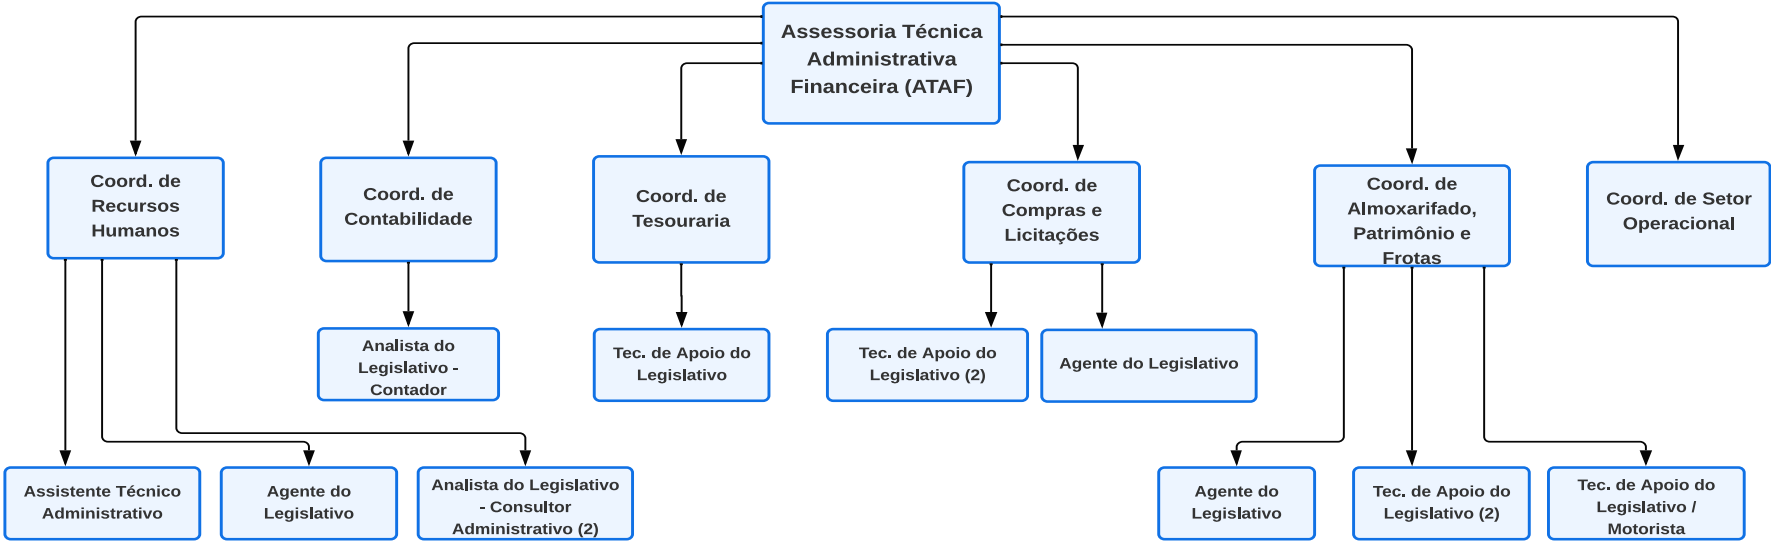 Assessoria Técnica
Administrativa
Financeira (ATAF)
Coord. de
Recursos
Humanos
Coord. de
Contabilidade
Coord. de
Tesouraria
Coord. de
Compras e
Licitações
Coord. de
Almoxarifado,
Patrimônio e
Frotas
Coord. de Setor
Operacional
Analista do
Legislativo -
Contador
Tec. de Apoio do
Legislativo
Tec. de Apoio do
Legislativo (2)
Agente do Legislativo
Assistente Técnico
Administrativo
Agente do
Legislativo
Analista do Legislativo
- Consultor
Administrativo (2)
Agente do
Legislativo
Tec. de Apoio do
Legislativo (2)
Tec. de Apoio do
Legislativo /
Motorista